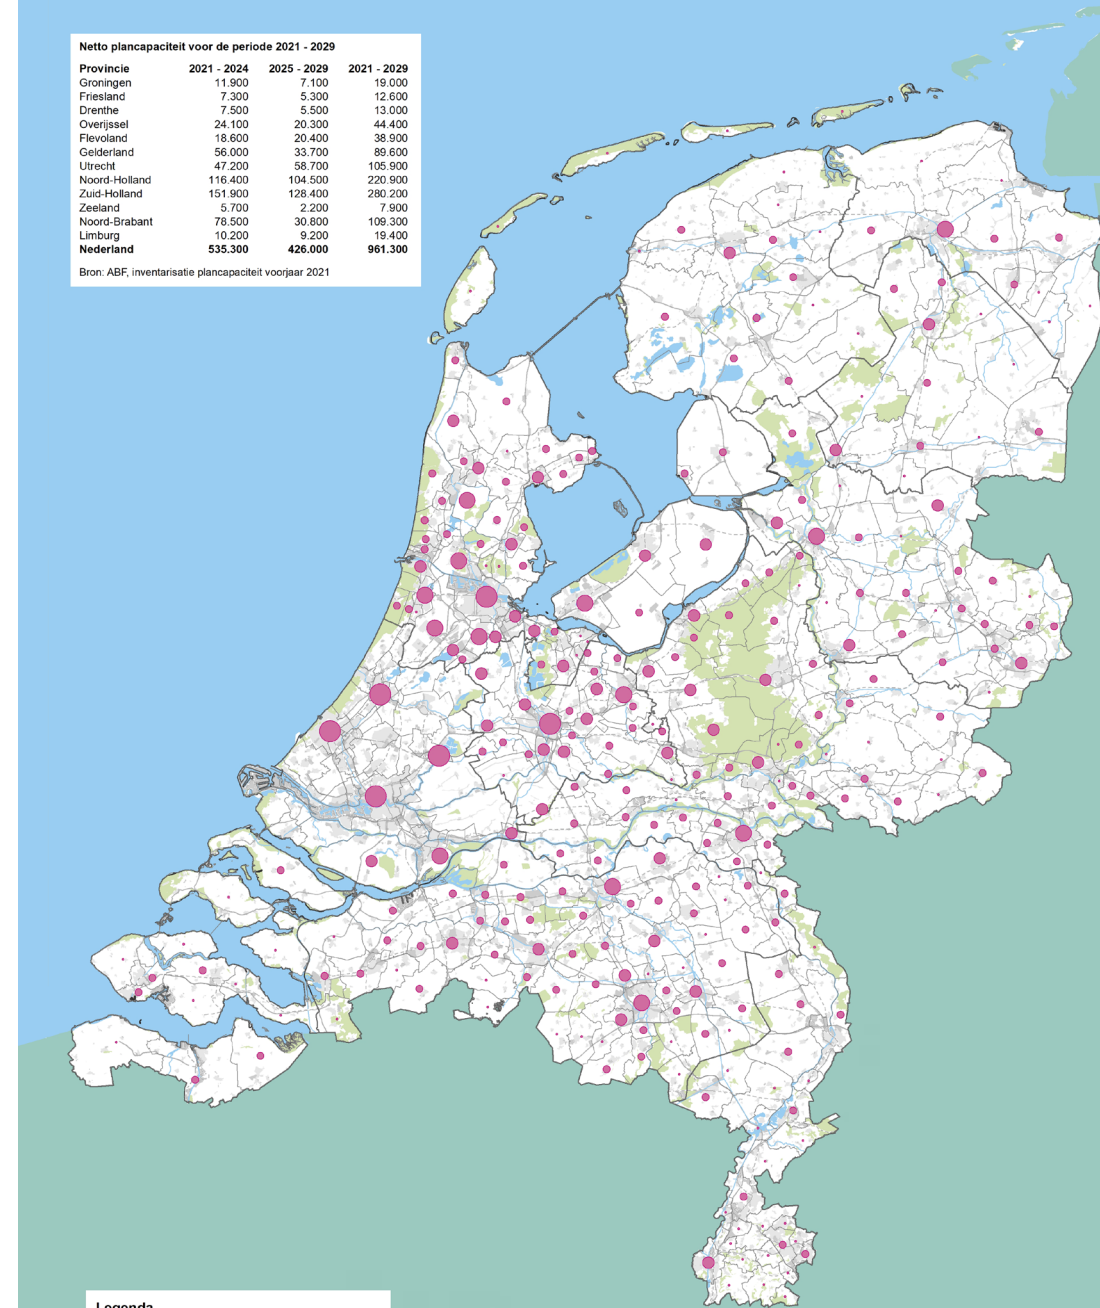 Netto plancapaciteit voor de periode 2021 - 2029
Provincie 2021 - 2024 2025 - 2029 2021 - 2029
Groningen 11.900 7.100 19.000
Friesland 7.300 5.300 12.600
Drenthe 7.500 5.500 13.000
Overijssel 24.100 20.300 44.400
Flevoland 18.600 20.400 38.900
Gelderland 56.000 33.700 89.600
Utrecht 47.200 58.700 105.900
Noord-Holland 116.400 104.500 220.900
Zuid-Holland 151.900 128.400 280.200
Zeeland 5.700 2.200 7.900
Noord-Brabant 78.500 30.800 109.300
Limburg 10.200 9.200 19.400
Nederland 535.300 426.000 961.300
Bron: ABF, inventarisatie plancapaciteit voorjaar 2021
Legenda